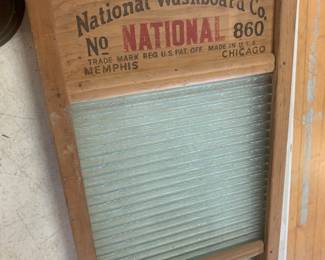 National Washboard Co.
No NATIONAL 860
TRADE MARK REG. U.S. PAT. OFF. MADE IN U.S.A.
MEMPHIS CHICAGO